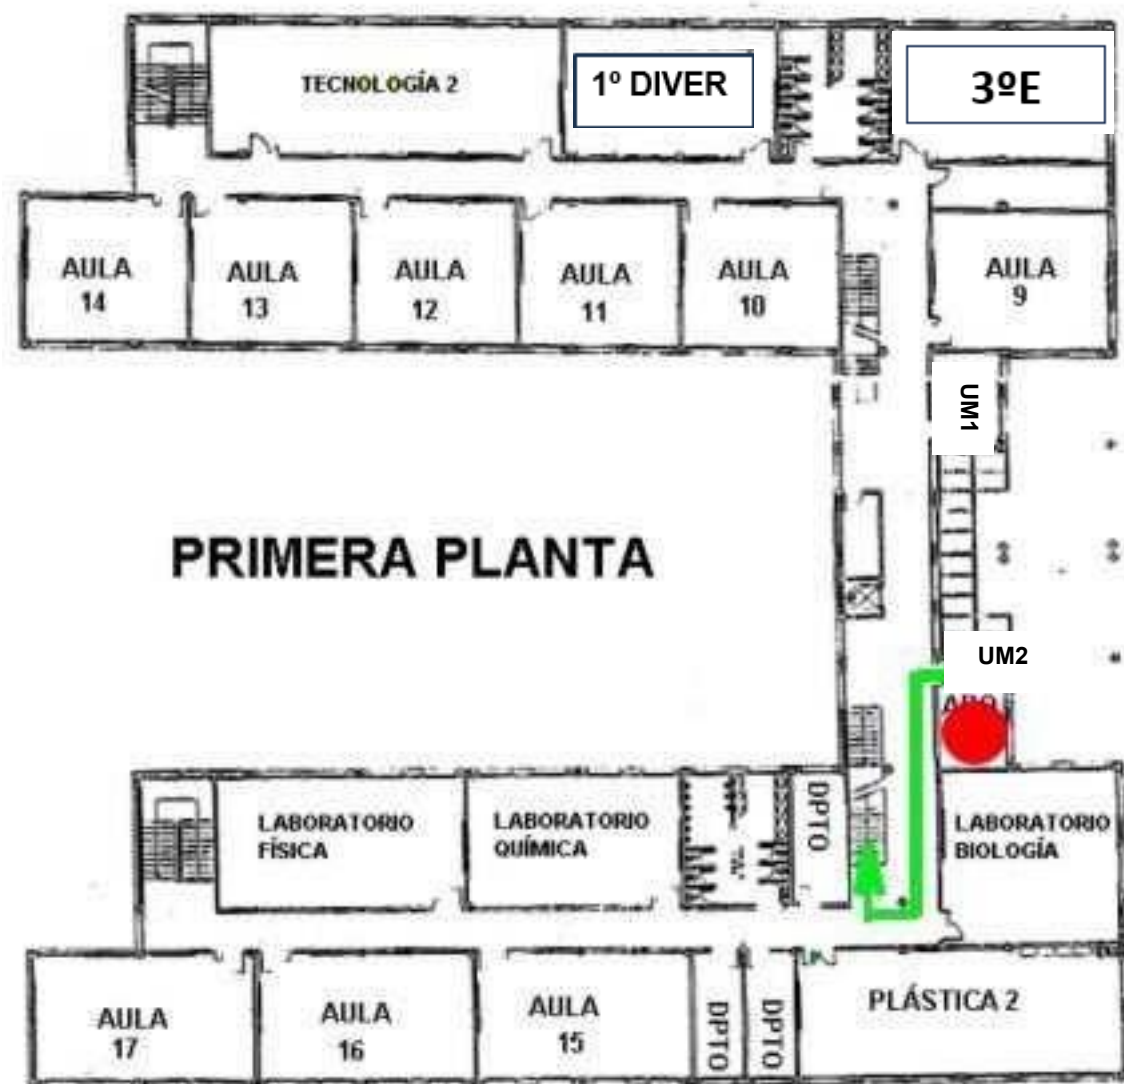 TECNOLOGÍA 2
1º DIVER
3ºE
AULA
14
AULA
13
AULA
12
AULA
11
AULA
10
AULA
9
UM1
PRIMERA PLANTA
UM2
LABORATORIO
FÍSICA
LABORATORIO
QUÍMICA
DPTO
LABORATORIO
BIOLOGÍA
AULA
17
AULA
16
AULA
15
DPTO
DPTO
PLÁSTICA 2